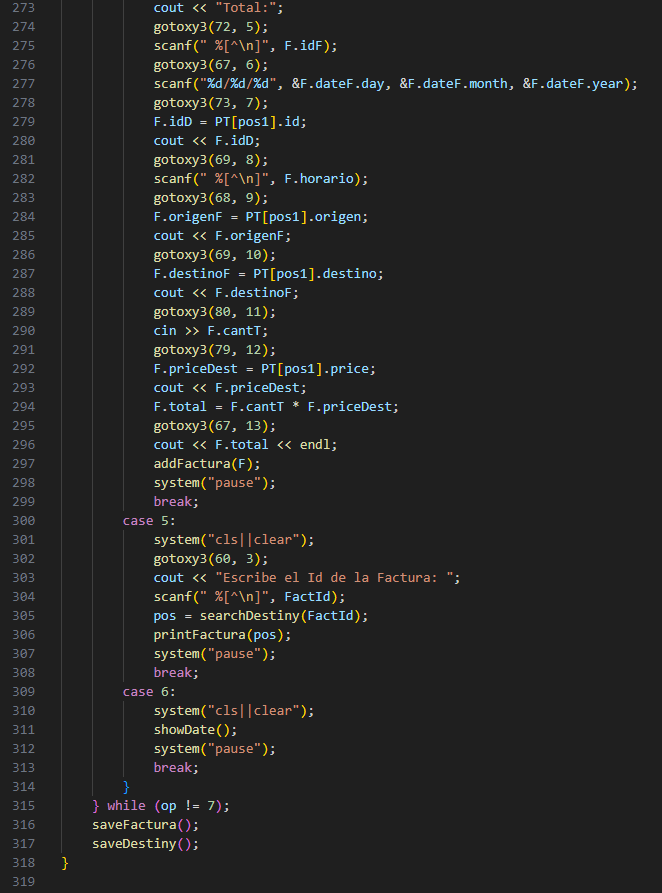 273 cout << "Total:";
274 gotoxy3(72, 5);
275 scanf(" %[^\n]", F.idF);
276 gotoxy3(67, 6);
277 scanf("%d/%d/%d", &F.dateF.day, &F.dateF.month, &F.dateF.year);
278 gotoxy3(73, 7);
279 F.idD = PT[pos1].id;
280 cout << F.idD;
281 gotoxy3(69, 8);
282 scanf(" %[^\n]", F.horario);
283 gotoxy3(68, 9);
284 F.origenF = PT[pos1].origen;
285 cout << F.origenF;
286 gotoxy3(69, 10);
287 F.destinoF = PT[pos1].destino;
288 cout << F.destinoF;
289 gotoxy3(80, 11);
290 cin >> F.cantT;
291 gotoxy3(79, 12);
292 F.priceDest = PT[pos1].price;
293 cout << F.priceDest;
294 F.total = F.cantT * F.priceDest;
295 gotoxy3(67, 13);
296 cout << F.total << endl;
297 addFactura(F);
298 system("pause");
299 break;
300 case 5:
301 system("cls||clear");
302 gotoxy3(60, 3);
303 cout << "Escribe el Id de la Factura: ";
304 scanf(" %[^\n]", FactId);
305 pos = searchDestiny(FactId);
306 printFactura(pos);
307 system("pause");
308 break;
309 case 6:
310 system("cls||clear");
311 showDate();
312 system("pause");
313 break;
314 }
315 } while (op != 7);
316 saveFactura();
317 saveDestiny();
318 }
319